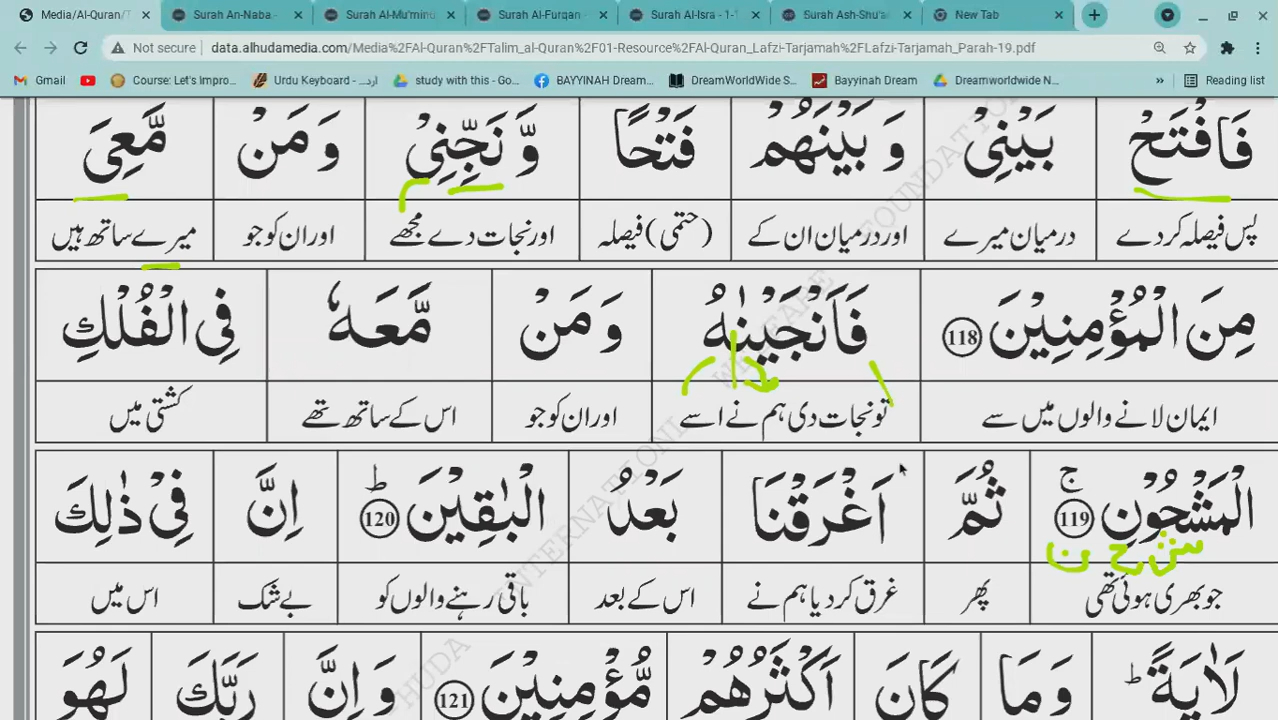 Media/Al-Quran/T
Surah An-Naba -
Surah Al-Mu'minu
Surah Al-Furqan -
Surah Al-Isra - 1-1
Surah Ash-Shu'a
New Tab
Not secure
data.alhudamedia.com/Media%2FAl-Quran%2FTalim_al-Quran%2F01-Resource%2FAl-Quran_Lafzi-Tarjamah%2FLafzi-Tarjamah_Parah-19.pdf
Gmail
Course: Let's Impro...
Urdu Keyboard - اردو...
study with this - Go...
BAYYINAH Dream...
DreamWorldWide S...
Bayyinah Dream
Dreamworldwide N...
»
Reading list
فَافْتَحْ بَيْنِيْ وَ بَيْنَهُمْ فَتْحًا وَّ نَجِّنِيْ وَ مَنْ مَّعِيَ
پس فیصلہ کر دے درمیان میرے اور درمیان ان کے (حتمی) فیصلہ اور نجات دے مجھے اور ان کو جو میرے ساتھ ہیں
مِنَ الْمُؤْمِنِيْنَ 118 فَاَنْجَيْنٰهُ وَ مَنْ مَّعَهٗ فِي الْفُلْكِ
ایمان لانے والوں میں سے تو نجات دی ہم نے اسے اور ان کو جو اس کے ساتھ تھے کشتی میں
الْمَشْحُوْنِ ج 119 ثُمَّ اَغْرَقْنَا بَعْدُ الْبٰقِيْنَ ط 120 اِنَّ فِيْ ذٰلِكَ
ش ح ن
جو بھری ہوئی تھی پھر غرق کر دیا ہم نے اس کے بعد باقی رہنے والوں کو بے شک اس میں
لَاٰيَةً ط وَ مَا كَانَ اَكْثَرُهُمْ مُّؤْمِنِيْنَ 121 وَ اِنَّ رَبَّكَ لَهُوَ